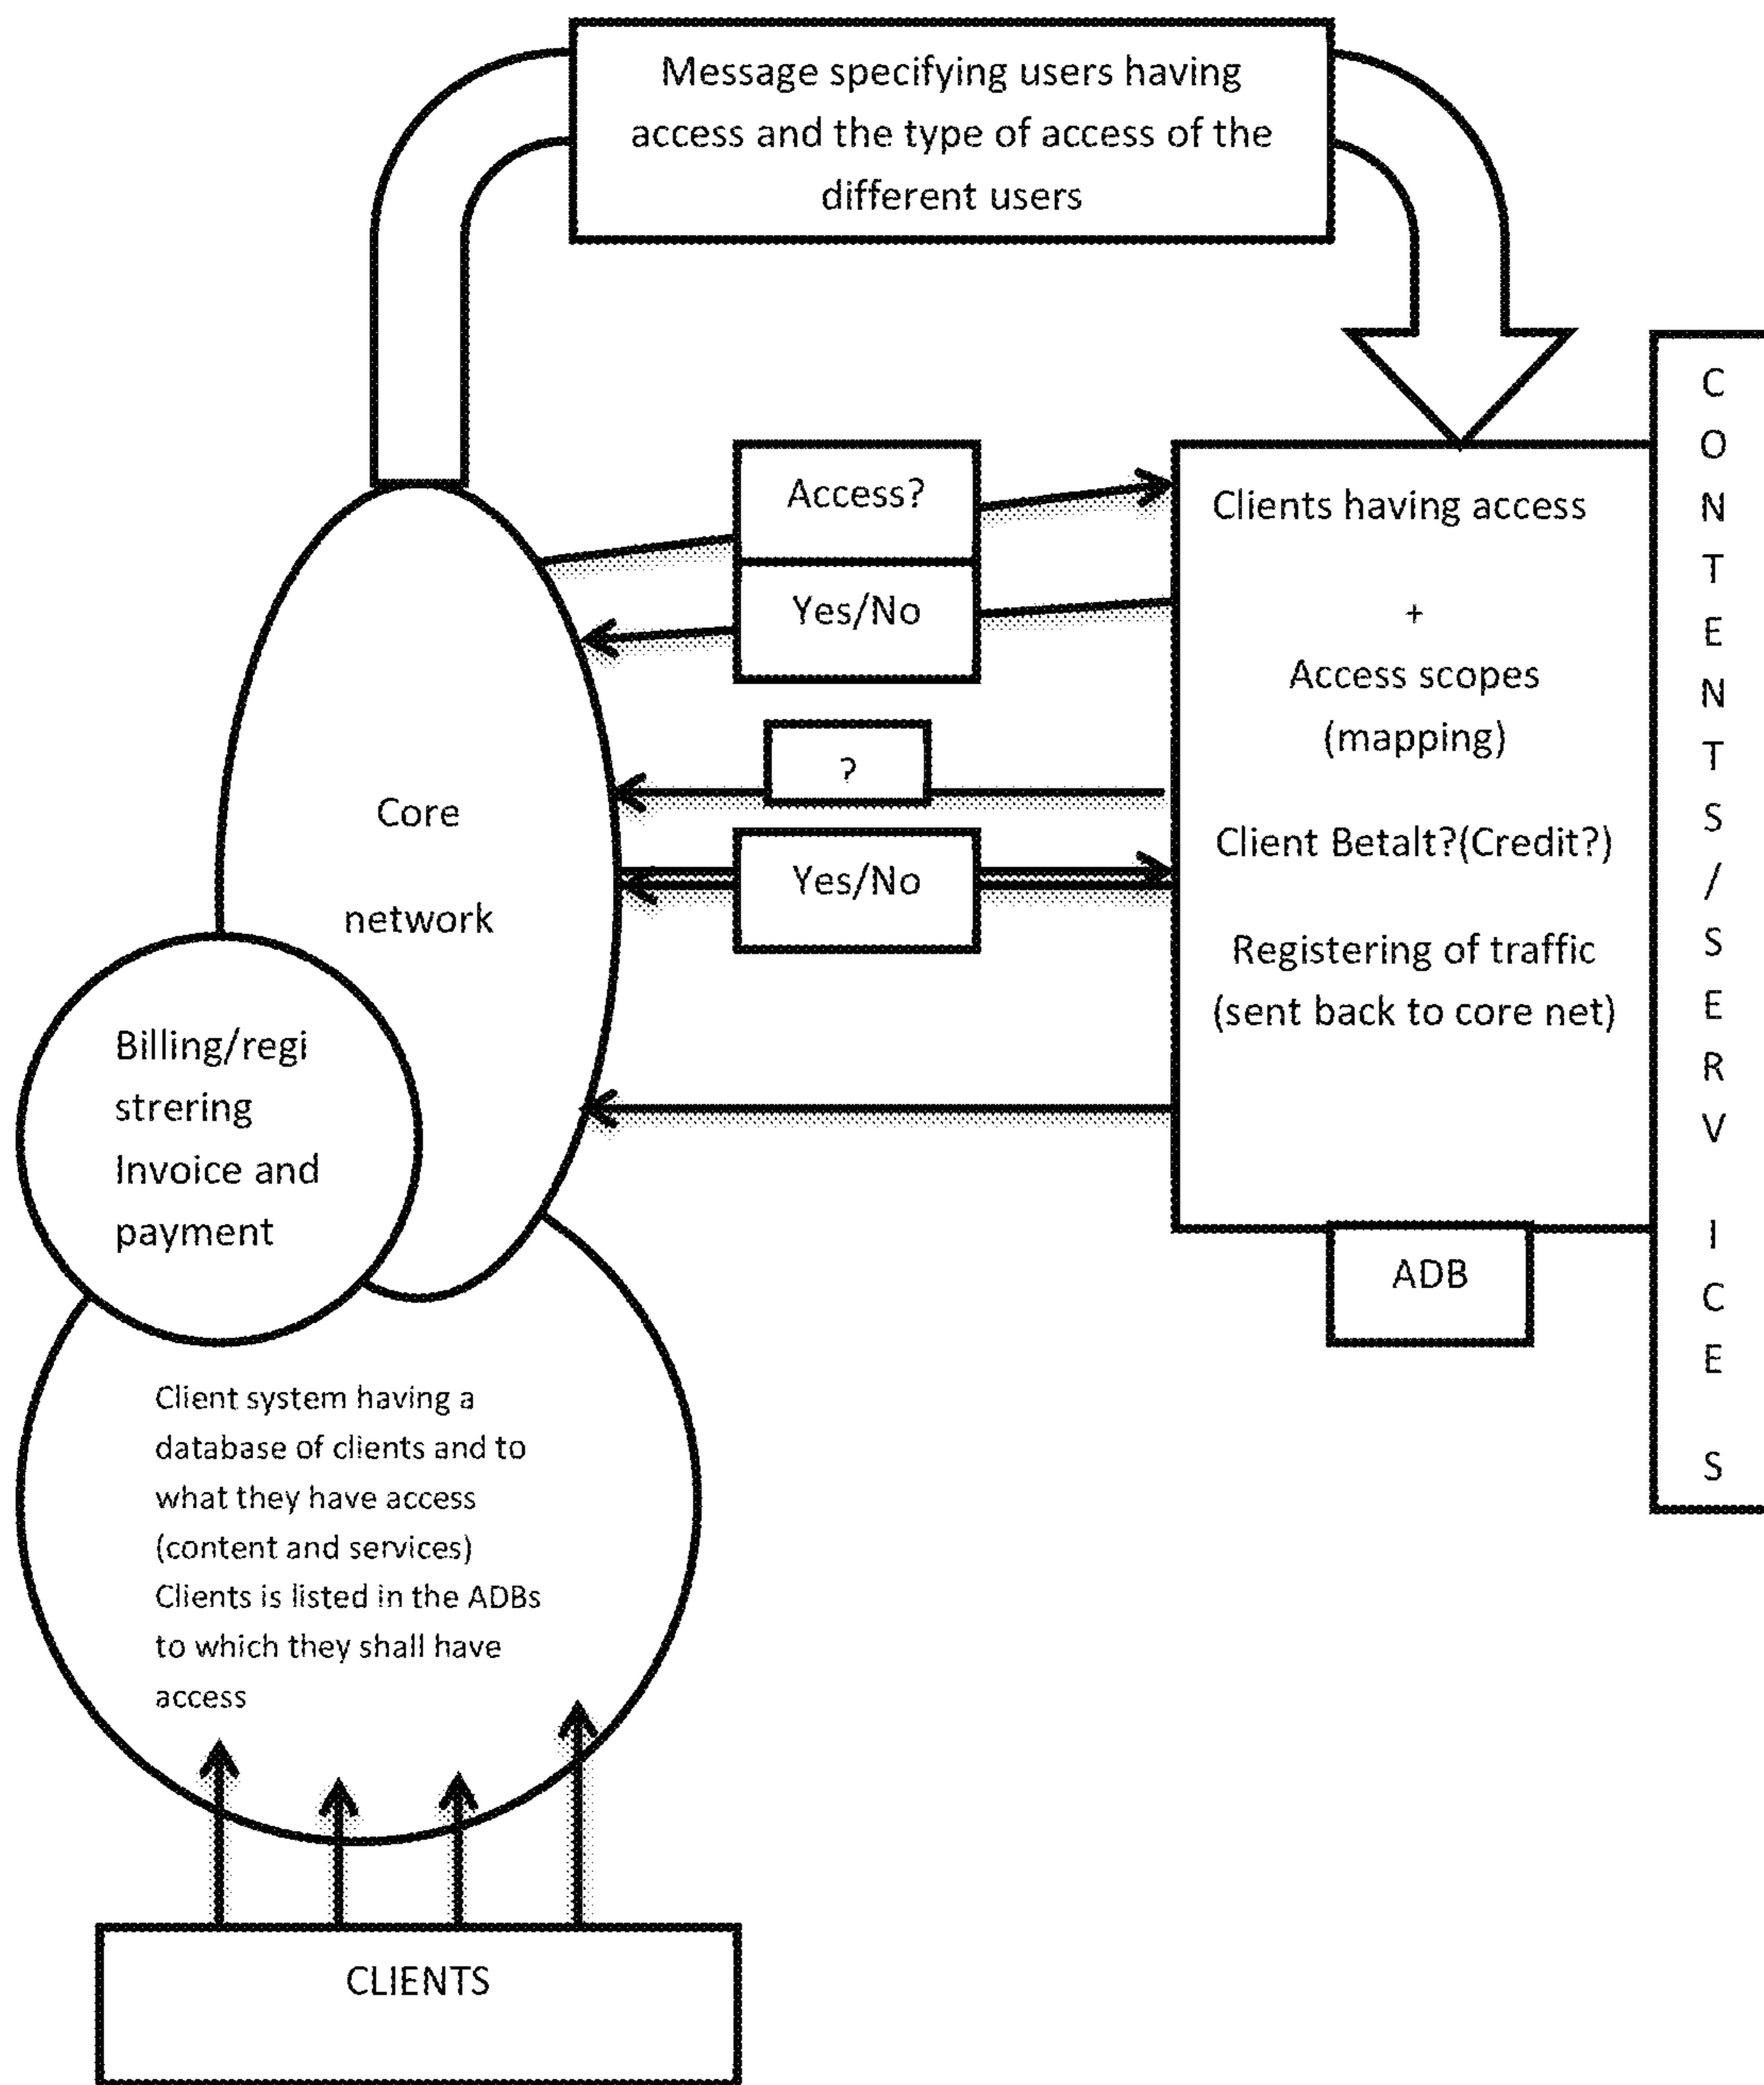 Message specifying users having
access and the type of access of the
different users
Access?
Yes/No
?
Yes/No
Core
network
Clients having access
+
Access scopes
(mapping)
Client Betalt?(Credit?)
Registering of traffic
(sent back to core net)
ADB
C
O
N
T
E
N
T
S
/
S
E
R
V
I
C
E
S
Billing/regi
strering
Invoice and
payment
Client system having a
database of clients and to
what they have access
(content and services)
Clients is listed in the ADBs
to which they shall have
access
CLIENTS